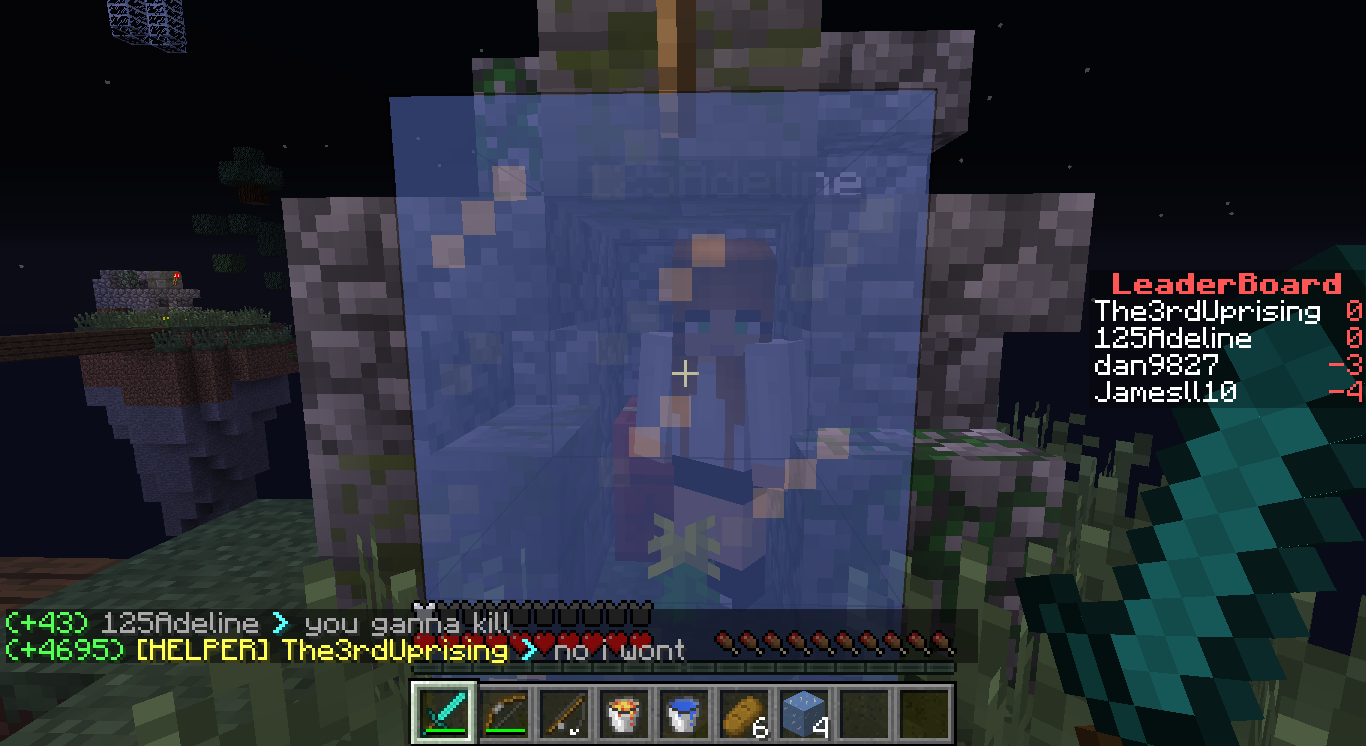 125Adeline
LeaderBoard
The3rdUprising 0
125Adeline 0
dan9827 -3
Jamesll10 -4
(+43) 125Adeline > you ganna kill
(+4695) [HELPER] The3rdUprising > no i wont
6
4